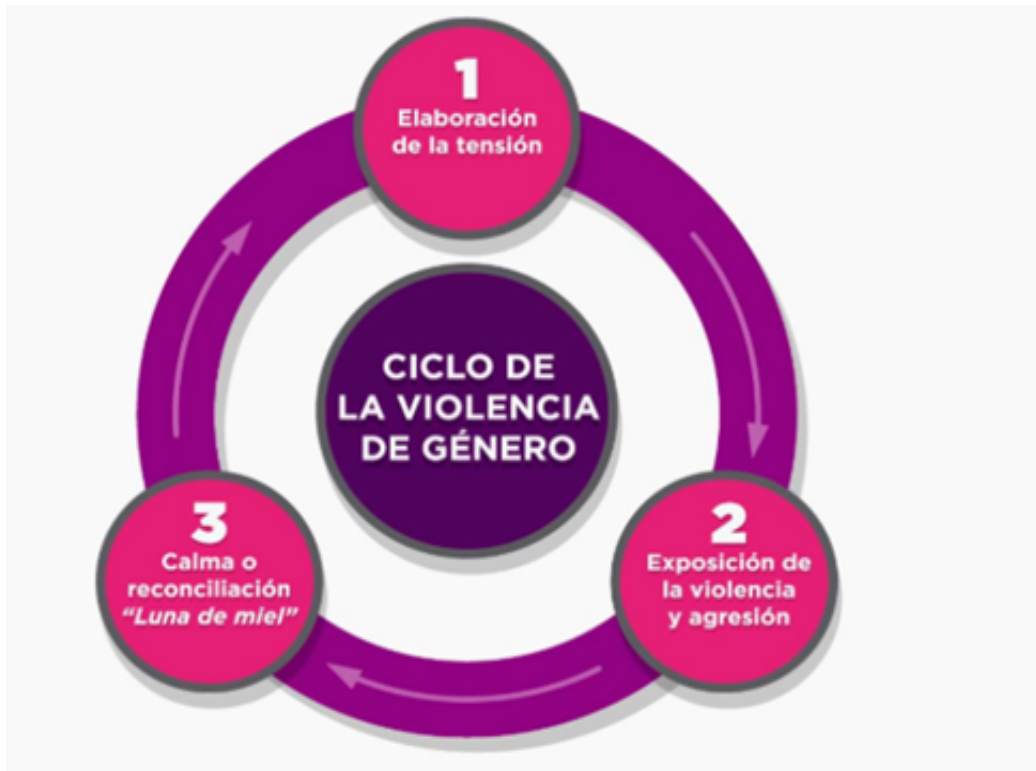 1
Elaboración
de la tensión
CICLO DE
LA VIOLENCIA
DE GÉNERO
2
Exposición de
la violencia
y agresión
3
Calma o
reconciliación
“Luna de miel”